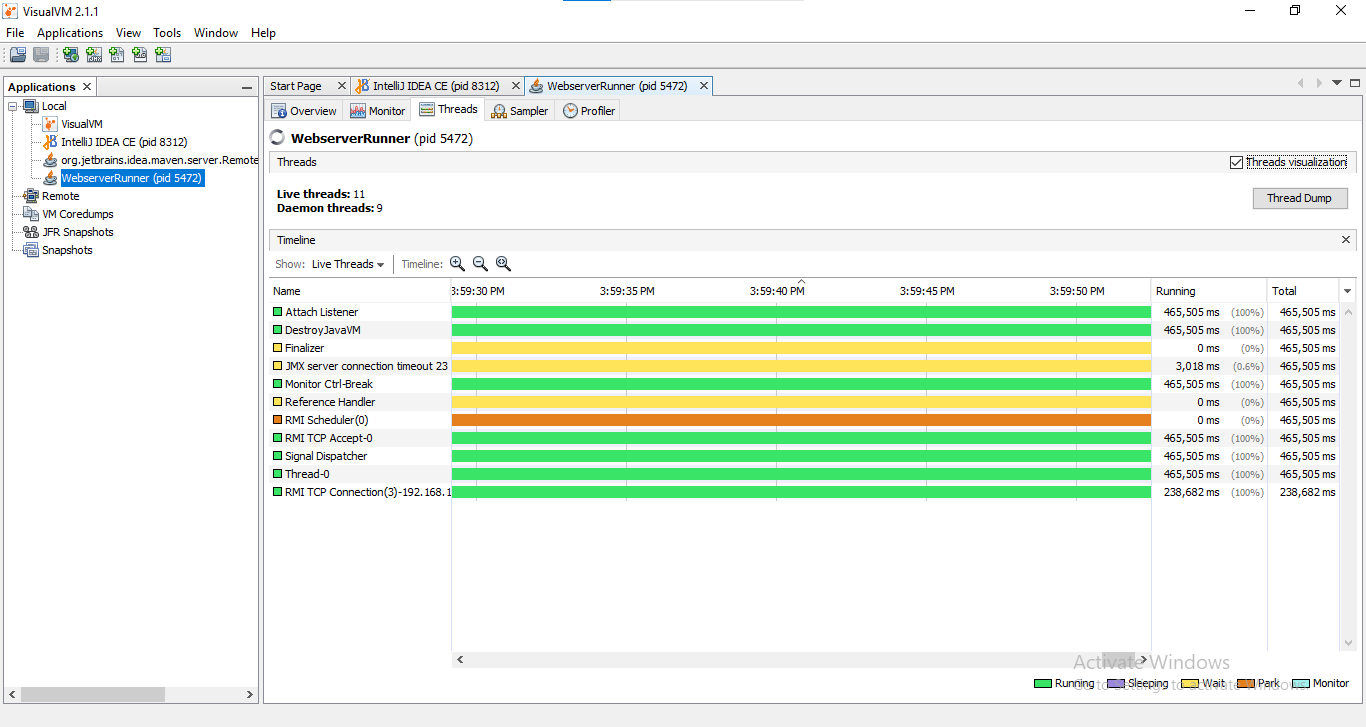 VisualVM 2.1.1
File Applications View Tools Window Help
Applications
Local
VisualVM
IntelliJ IDEA CE (pid 8312)
org.jetbrains.idea.maven.server.Remote
WebserverRunner (pid 5472)
Remote
VM Coredumps
JFR Snapshots
Snapshots
Start Page IntelliJ IDEA CE (pid 8312) WebserverRunner (pid 5472)
Overview Monitor Threads Sampler Profiler
WebserverRunner (pid 5472)
Threads Threads visualization
Live threads: 11
Daemon threads: 9
Thread Dump
Timeline
Show: Live Threads Timeline:
Name 3:59:30 PM 3:59:35 PM 3:59:40 PM 3:59:45 PM 3:59:50 PM Running Total
Attach Listener 465,505 ms (100%) 465,505 ms
DestroyJavaVM 465,505 ms (100%) 465,505 ms
Finalizer 0 ms (0%) 465,505 ms
JMX server connection timeout 23 3,018 ms (0.6%) 465,505 ms
Monitor Ctrl-Break 465,505 ms (100%) 465,505 ms
Reference Handler 0 ms (0%) 465,505 ms
RMI Scheduler(0) 0 ms (0%) 465,505 ms
RMI TCP Accept-0 465,505 ms (100%) 465,505 ms
Signal Dispatcher 465,505 ms (100%) 465,505 ms
Thread-0 465,505 ms (100%) 465,505 ms
RMI TCP Connection(3)-192.168.1 238,682 ms (100%) 238,682 ms
Activate Windows
Go to Settings to activate Windows.
Running Sleeping Wait Park Monitor